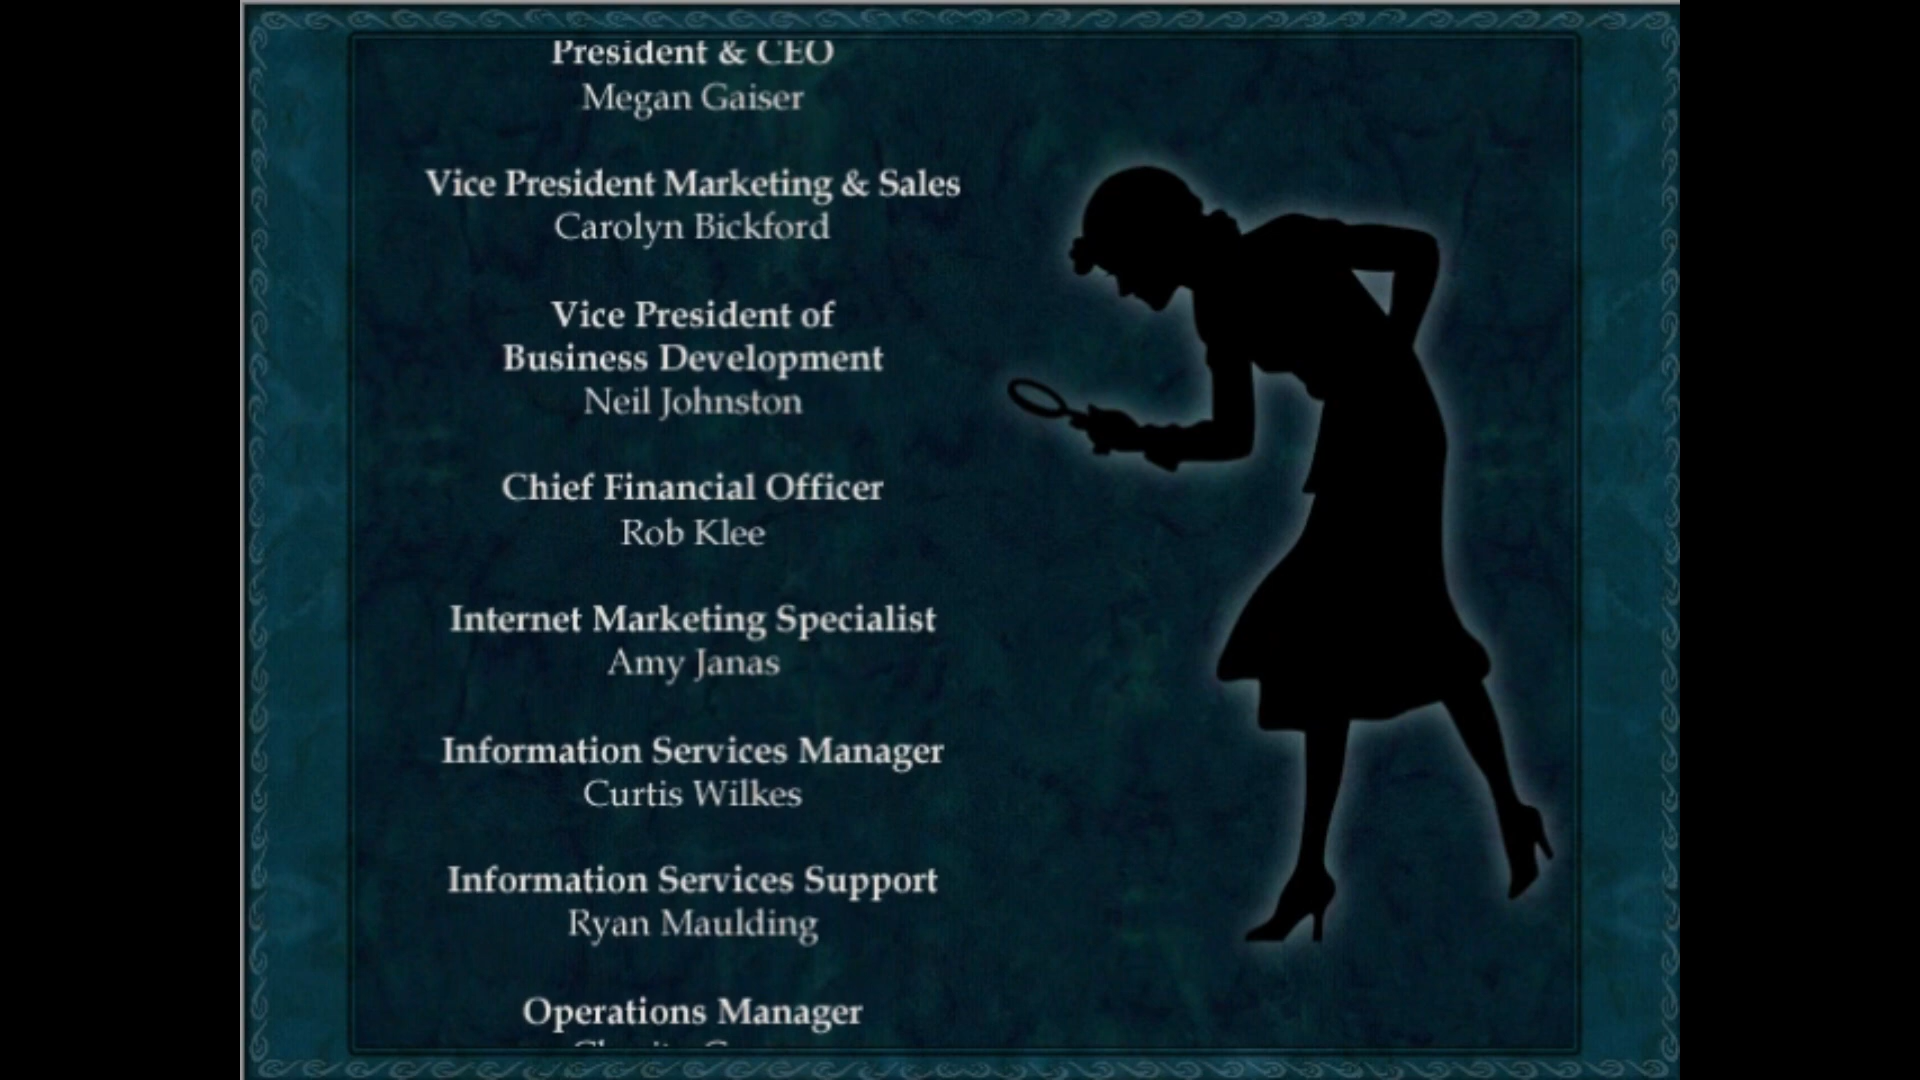 President & CEO
Megan Gaiser
Vice President Marketing & Sales
Carolyn Bickford
Vice President of
Business Development
Neil Johnston
Chief Financial Officer
Rob Klee
Internet Marketing Specialist
Amy Janas
Information Services Manager
Curtis Wilkes
Information Services Support
Ryan Maulding
Operations Manager